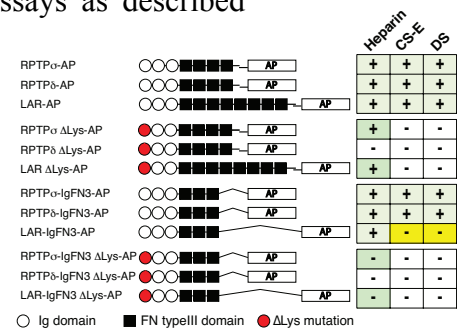 ssays as described
Heparin CS-E DS
RPTPσ-AP AP + + +
RPTPδ-AP AP + + +
LAR-AP AP + + +
RPTPσ ΔLys-AP AP + - -
RPTPδ ΔLys-AP AP - - -
LAR ΔLys-AP AP + - -
RPTPσ-IgFN3-AP AP + + +
RPTPδ-IgFN3-AP AP + + +
LAR-IgFN3-AP AP + - -
RPTPσ-IgFN3 ΔLys-AP AP - - -
RPTPδ-IgFN3 ΔLys-AP AP - - -
LAR-IgFN3 ΔLys-AP AP - - -
Ig domain FN typeIII domain ΔLys mutation